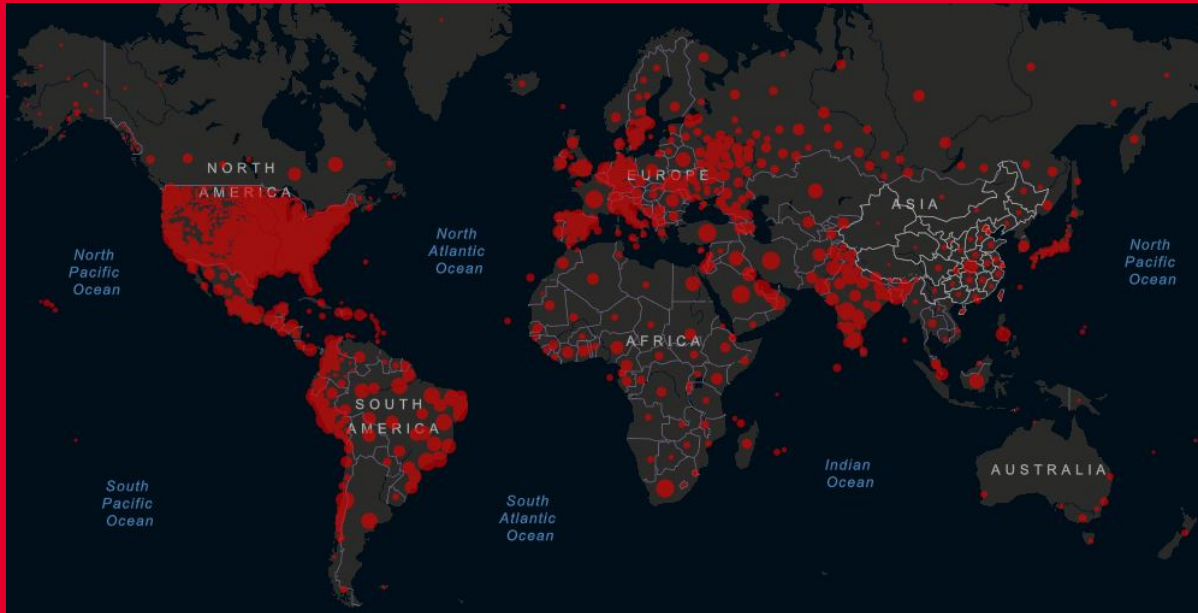 NORTH
AMERICA
EUROPE
ASIA
North
Pacific
Ocean
North
Atlantic
Ocean
North
Pacific
Ocean
AFRICA
SOUTH
AMERICA
Indian
Ocean
AUSTRALIA
South
Pacific
Ocean
South
Atlantic
Ocean